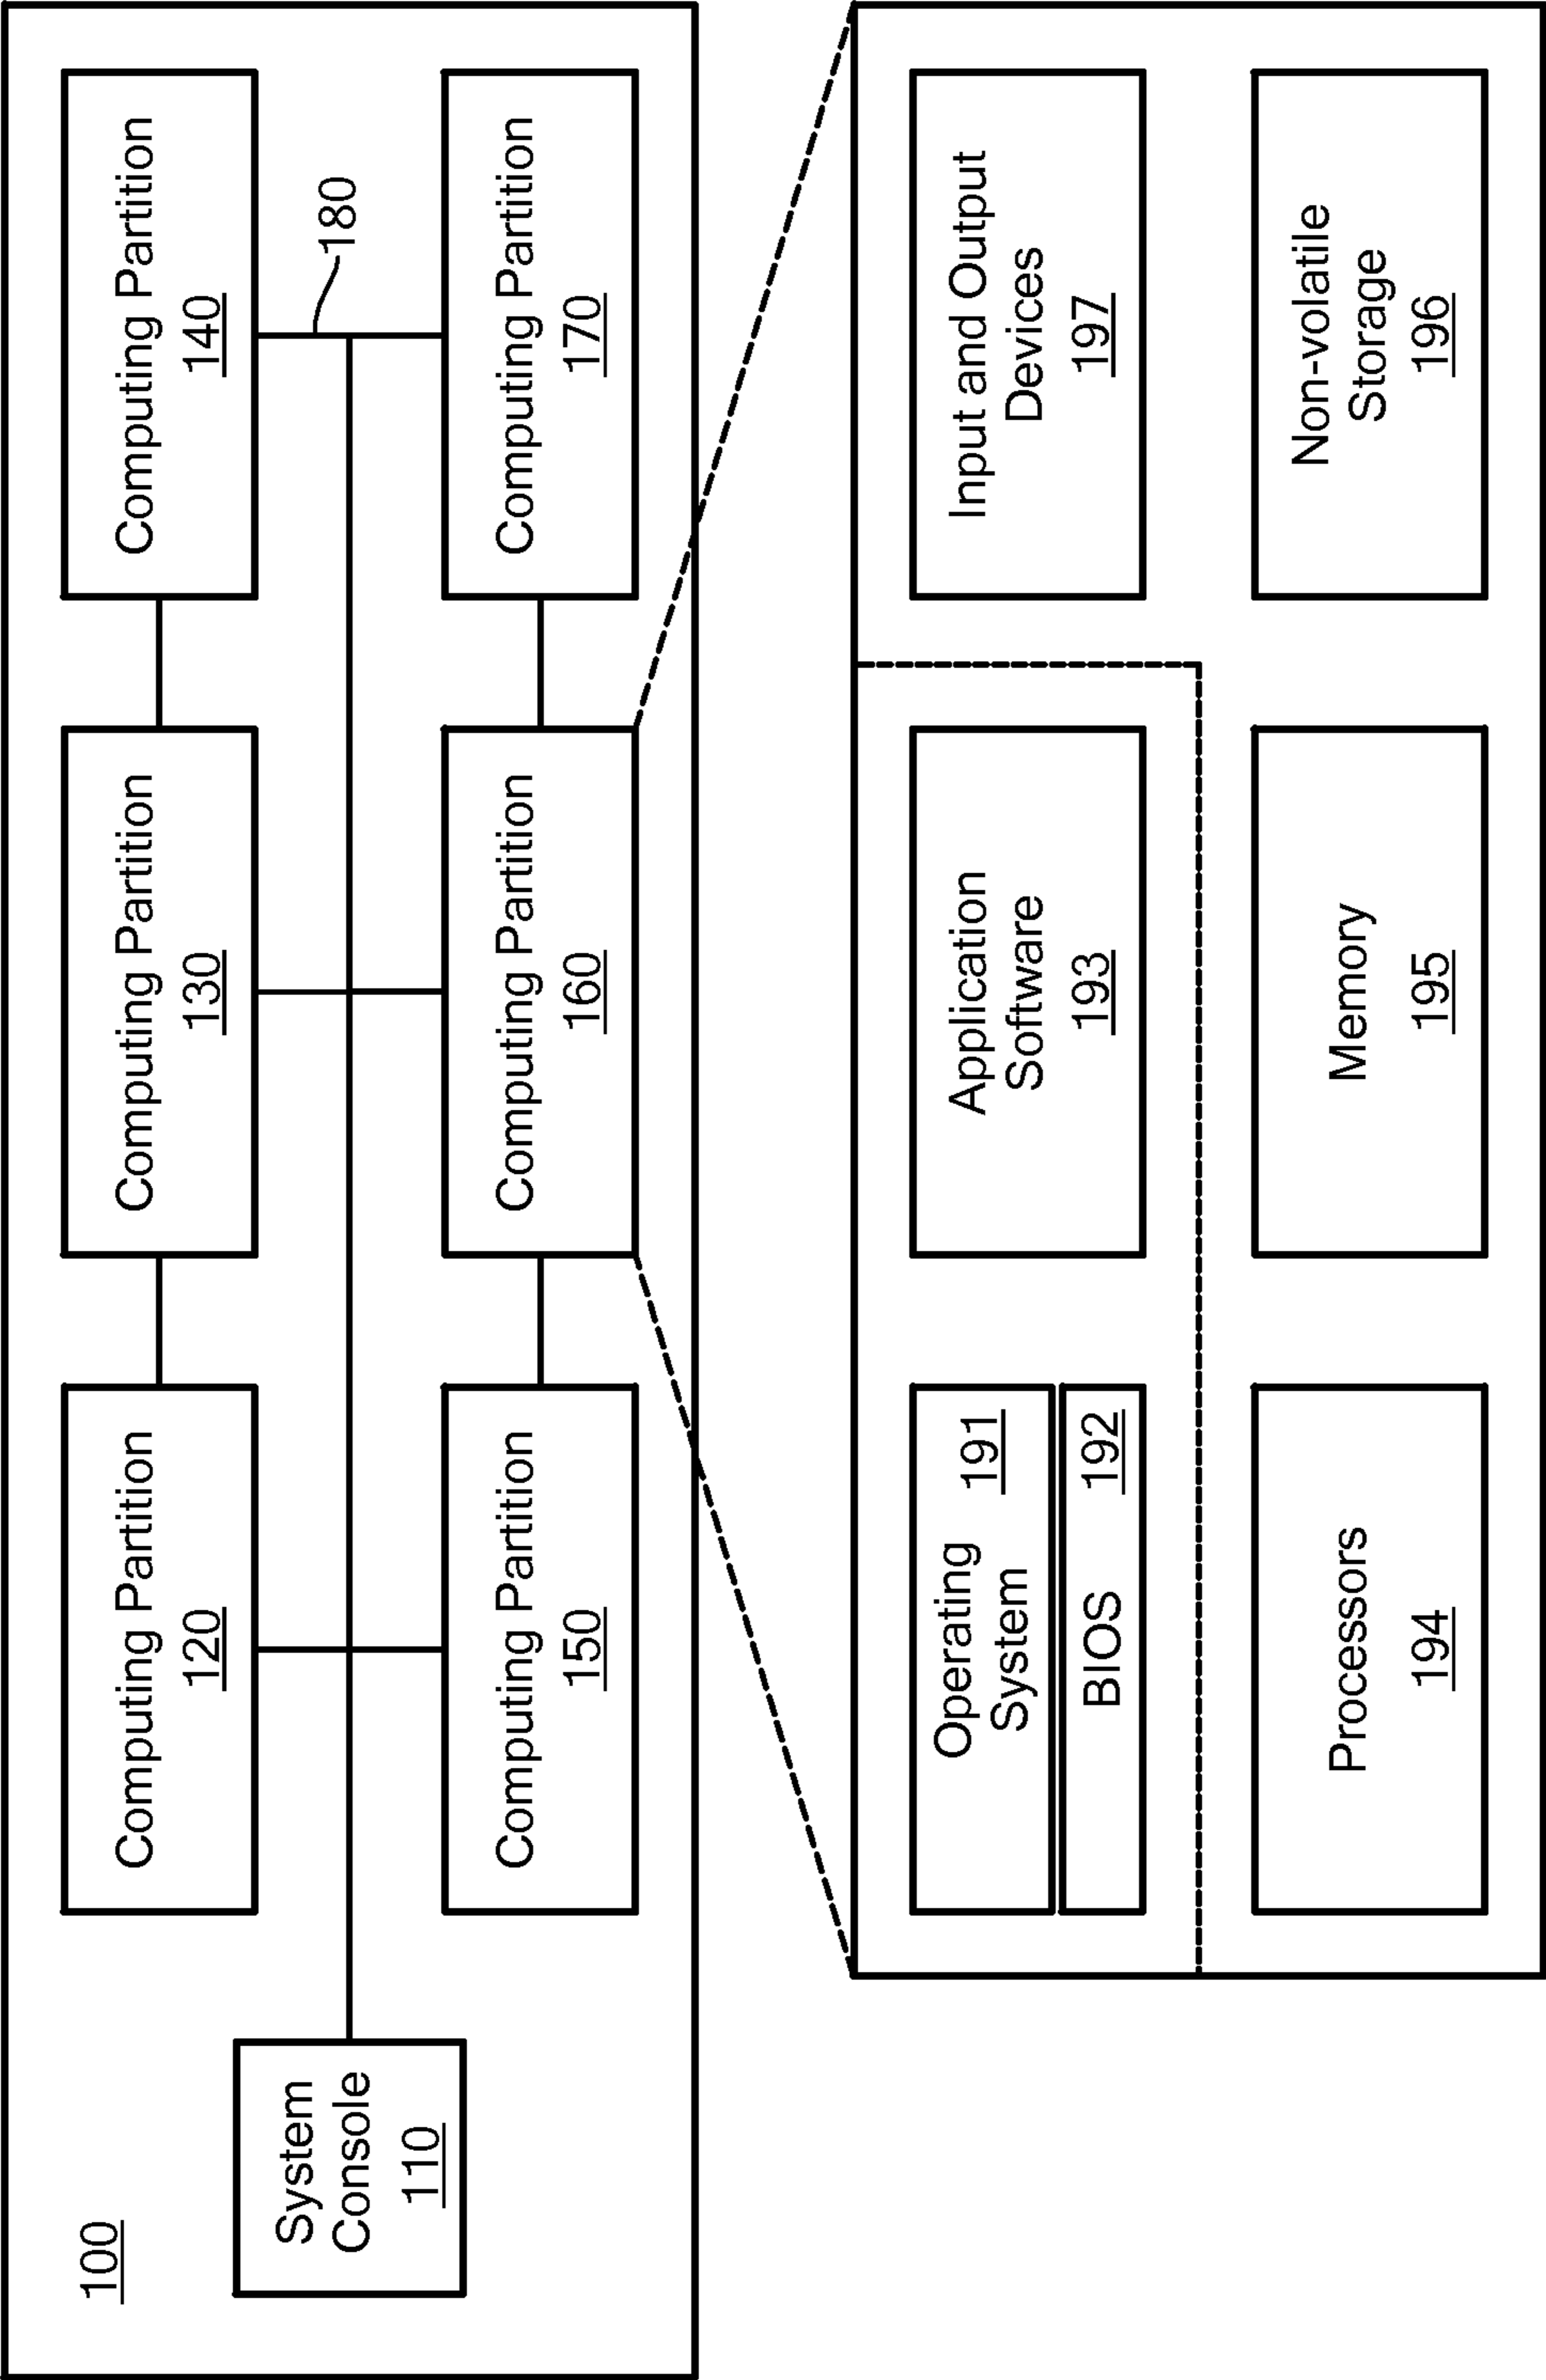 100
System
Console
110
Computing Partition
120
Computing Partition
130
Computing Partition
140
180
Computing Partition
150
Computing Partition
160
Computing Partition
170
Operating
System
191
BIOS
192
Application
Software
193
Input and Output
Devices
197
Processors
194
Memory
195
Non-volatile
Storage
196